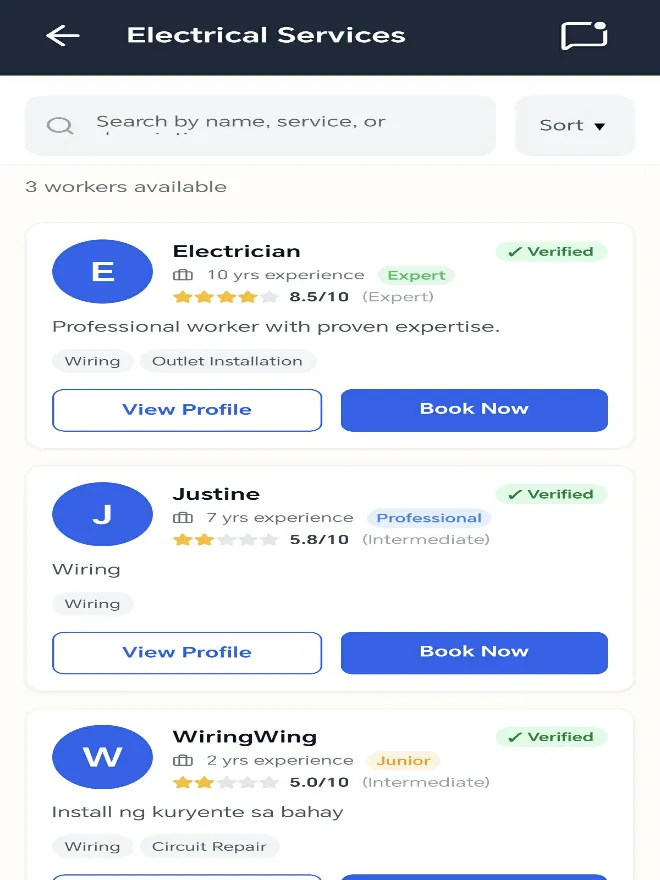 Electrical Services
Search by name, service, or
Sort ▼
3 workers available
E
Electrician
✓ Verified
10 yrs experience Expert
8.5/10 (Expert)
Professional worker with proven expertise.
Wiring Outlet Installation
View Profile Book Now
J
Justine
✓ Verified
7 yrs experience Professional
5.8/10 (Intermediate)
Wiring
Wiring
View Profile Book Now
W
WiringWing
✓ Verified
2 yrs experience Junior
5.0/10 (Intermediate)
Install ng kuryente sa bahay
Wiring Circuit Repair